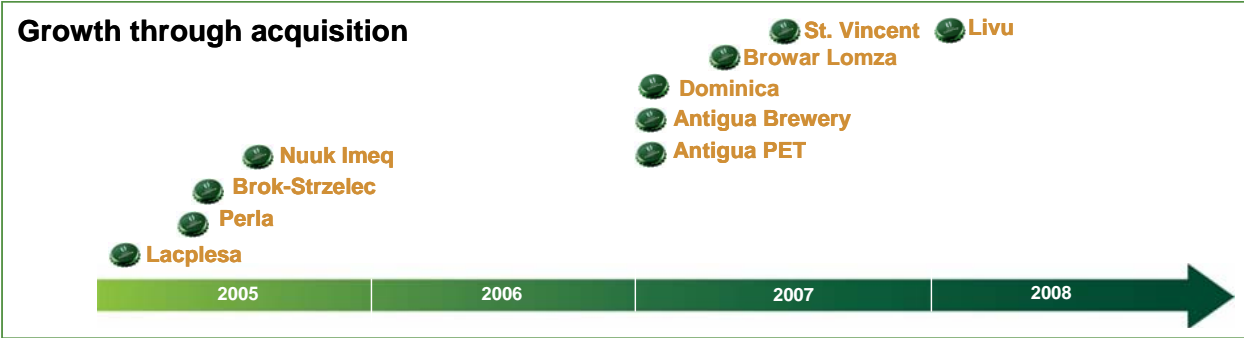 Growth through acquisition
St. Vincent
Livu
Browar Lomza
Dominica
Antigua Brewery
Antigua PET
Nuuk Imeq
Brok-Strzelec
Perla
Lacplesa
2005
2006
2007
2008